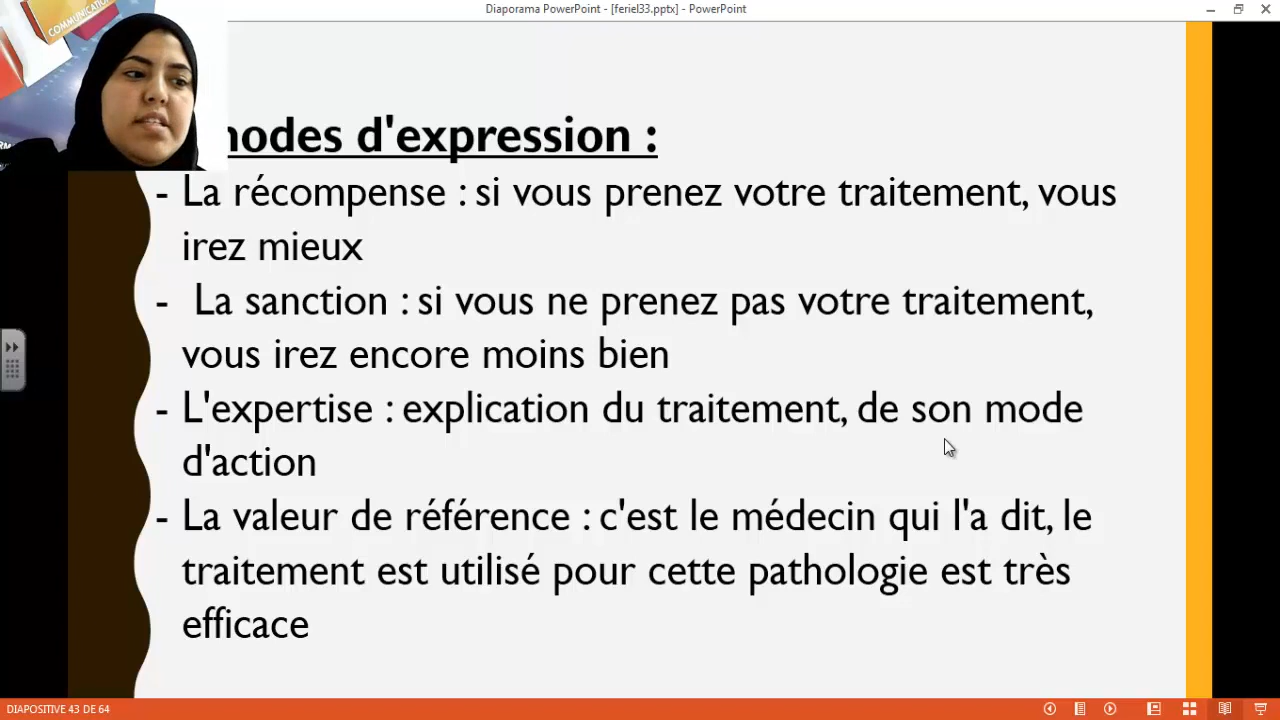 Diaporama PowerPoint - [feriel33.pptx] - PowerPoint
COMMUNICATION
modes d'expression :
- La récompense : si vous prenez votre traitement, vous
irez mieux
- La sanction : si vous ne prenez pas votre traitement,
vous irez encore moins bien
- L'expertise : explication du traitement, de son mode
d'action
- La valeur de référence : c'est le médecin qui l'a dit, le
traitement est utilisé pour cette pathologie est très
efficace
DIAPOSITIVE 43 DE 64